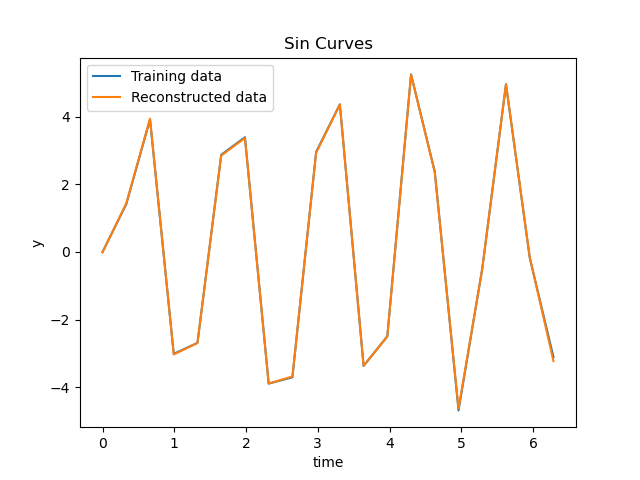 Sin Curves
Training data
Reconstructed data
y
4
2
0
−2
−4
0 1 2 3 4 5 6
time